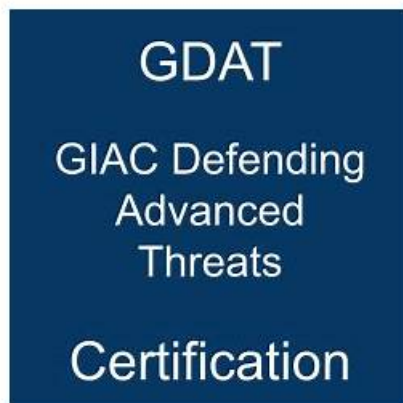 GDAT
GIAC Defending
Advanced
Threats
Certification